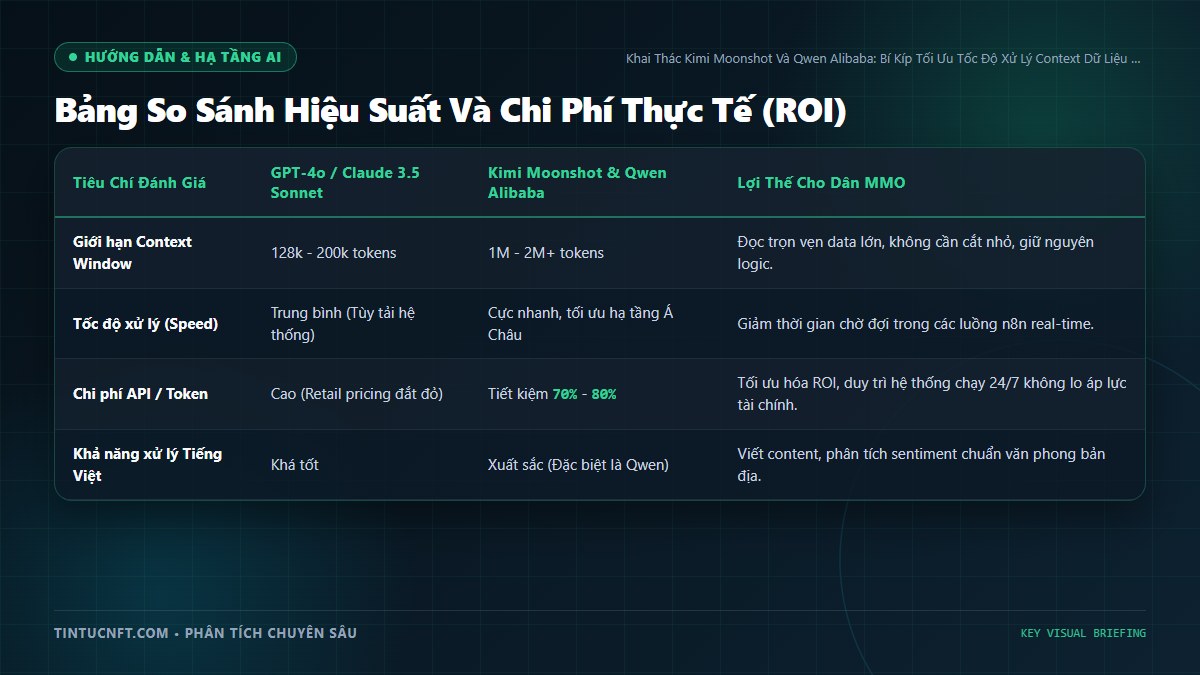 HƯỚNG DẪN & HẠ TẦNG AI
Khai Thác Kimi Moonshot Và Qwen Alibaba: Bí Kíp Tối Ưu Tốc Độ Xử Lý Context Dữ Liệu ...
Bảng So Sánh Hiệu Suất Và Chi Phí Thực Tế (ROI)
Tiêu Chí Đánh Giá
GPT-4o / Claude 3.5
Sonnet
Kimi Moonshot & Qwen
Alibaba
Lợi Thế Cho Dân MMO
Giới hạn Context
Window
128k - 200k tokens
1M - 2M+ tokens
Đọc trọn vẹn data lớn, không cần cắt nhỏ, giữ nguyên
logic.
Tốc độ xử lý (Speed)
Trung bình (Tùy tải hệ
thống)
Cực nhanh, tối ưu hạ tầng Á
Châu
Giảm thời gian chờ đợi trong các luồng n8n real-time.
Chi phí API / Token
Cao (Retail pricing đắt đỏ)
Tiết kiệm 70% - 80%
Tối ưu hóa ROI, duy trì hệ thống chạy 24/7 không lo áp lực
tài chính.
Khả năng xử lý Tiếng
Việt
Khá tốt
Xuất sắc (Đặc biệt là Qwen)
Viết content, phân tích sentiment chuẩn văn phong bản
địa.
TINTUCNFT.COM • PHÂN TÍCH CHUYÊN SÂU
KEY VISUAL BRIEFING